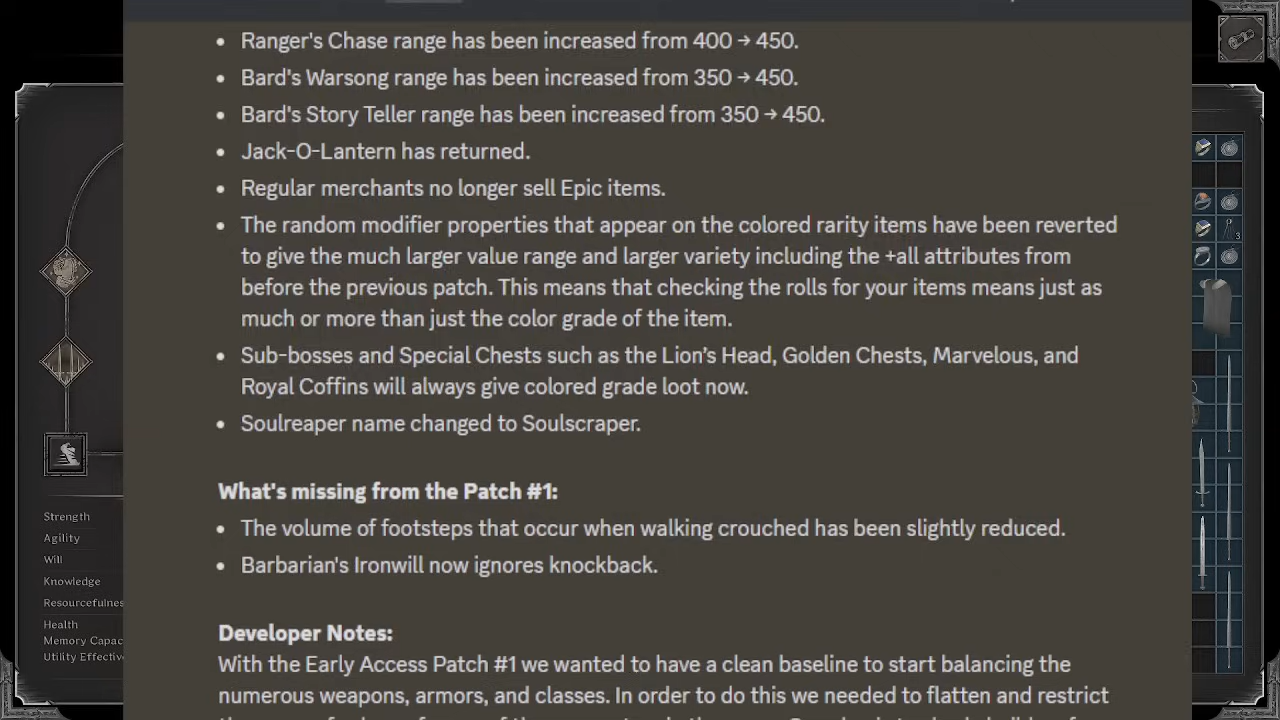 • Ranger's Chase range has been increased from 400 → 450.
• Bard's Warsong range has been increased from 350 → 450.
• Bard's Story Teller range has been increased from 350 → 450.
• Jack-O-Lantern has returned.
• Regular merchants no longer sell Epic items.
• The random modifier properties that appear on the colored rarity items have been reverted
to give the much larger value range and larger variety including the +all attributes from
before the previous patch. This means that checking the rolls for your items means just as
much or more than just the color grade of the item.
• Sub-bosses and Special Chests such as the Lion's Head, Golden Chests, Marvelous, and
Royal Coffins will always give colored grade loot now.
• Soulreaper name changed to Soulscraper.
What's missing from the Patch #1:
• The volume of footsteps that occur when walking crouched has been slightly reduced.
• Barbarian's Ironwill now ignores knockback.
Developer Notes:
With the Early Access Patch #1 we wanted to have a clean baseline to start balancing the
numerous weapons, armors, and classes. In order to do this we needed to flatten and restrict
Strength
Agility
Will
Knowledge
Resourcefulnes
Health
Memory Capac
Utility Effectiv
3